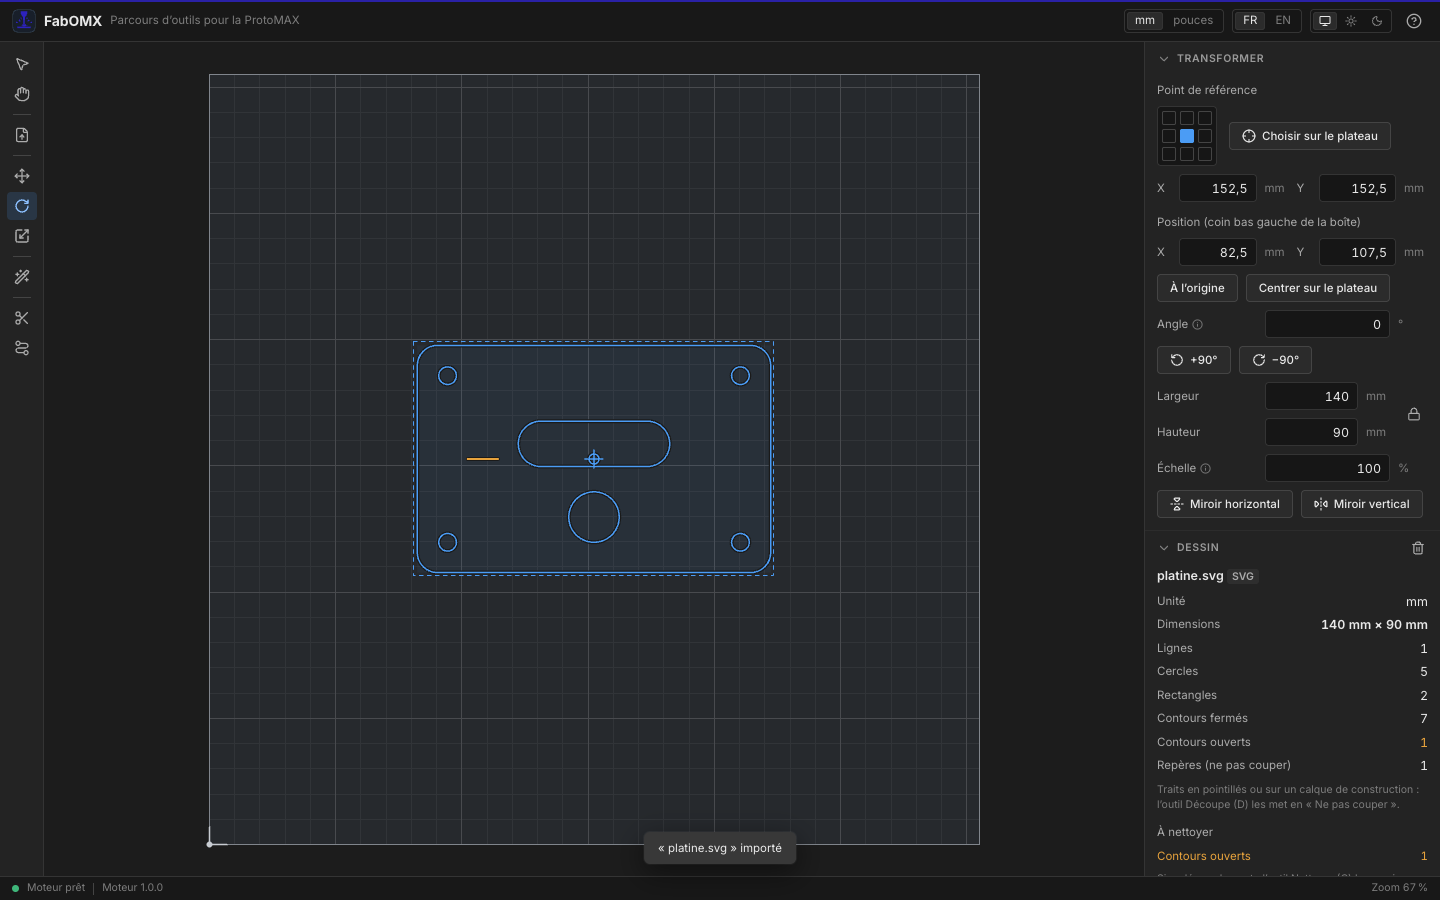 FabOMX Parcours d’outils pour la ProtoMAX mm pouces FR EN
TRANSFORMER
Point de référence
Choisir sur le plateau
X 152,5 mm Y 152,5 mm
Position (coin bas gauche de la boîte)
X 82,5 mm Y 107,5 mm
À l’origine Centrer sur le plateau
Angle 0 °
+90° −90°
Largeur 140 mm
Hauteur 90 mm
Échelle 100 %
Miroir horizontal Miroir vertical
DESSIN
platine.svg SVG
Unité mm
Dimensions 140 mm × 90 mm
Lignes 1
Cercles 5
Rectangles 2
Contours fermés 7
Contours ouverts 1
Repères (ne pas couper) 1
Traits en pointillés ou sur un calque de construction :
l’outil Découpe (D) les met en « Ne pas couper ».
À nettoyer
Contours ouverts 1
« platine.svg » importé
Moteur prêt Moteur 1.0.0 Zoom 67 %